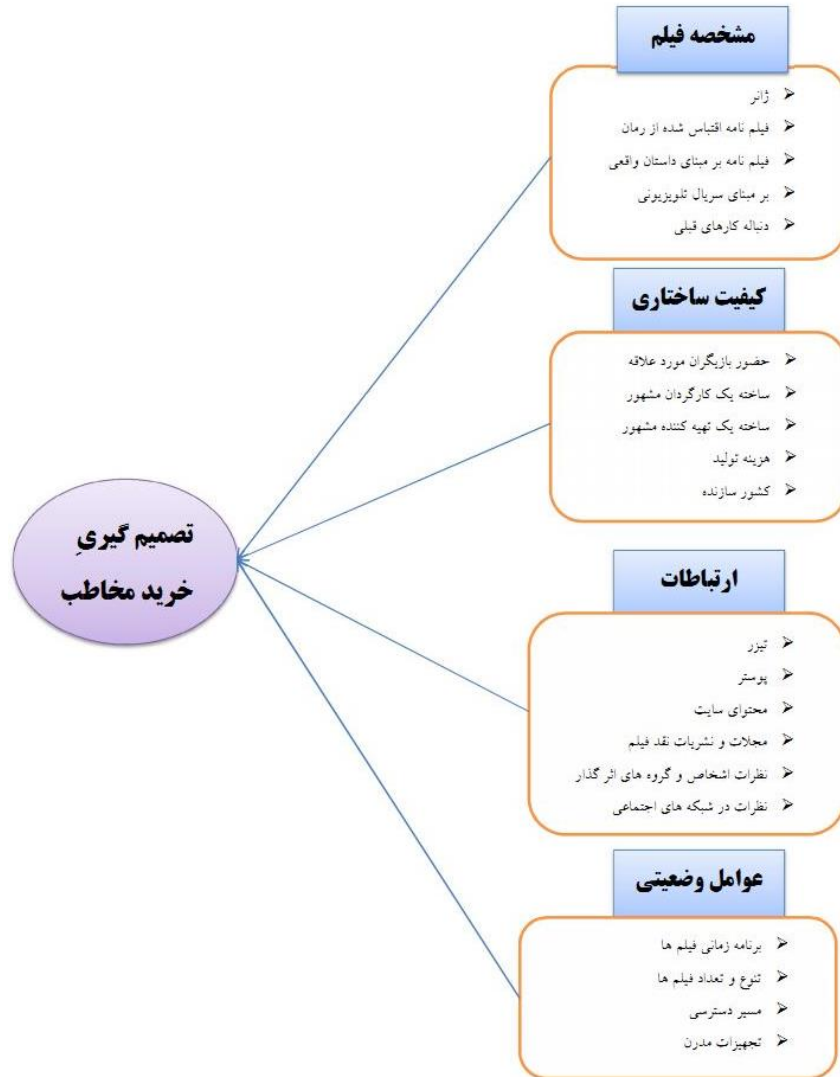 مشخصه فیلم
ژانر
فیلم نامه اقتباس شده از رمان
فیلم نامه بر مبنای داستان واقعی
بر مبنای سریال تلویزیونی
دنباله کارهای قبلی
کیفیت ساختاری
حضور بازیگران مورد علاقه
ساخته یک کارگردان مشهور
ساخته یک تهیه کننده مشهور
هزینه تولید
کشور سازنده
تصمیم گیریِ
خرید مخاطب
ارتباطات
تیزر
پوستر
محتوای سایت
مجلات و نشریات نقد فیلم
نظرات اشخاص و گروه های اثر گذار
نظرات در شبکه های اجتماعی
عوامل وضعیتی
برنامه زمانی فیلم ها
تنوع و تعداد فیلم ها
مسیر دسترسی
تجهیزات مدرن